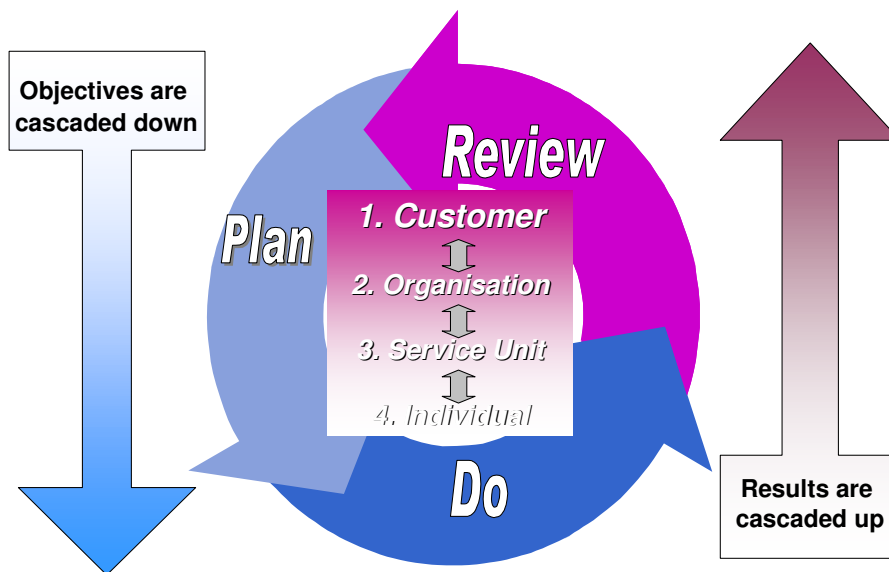 Objectives are
cascaded down
Review
Plan
1. Customer
2. Organisation
3. Service Unit
4. Individual
Do
Results are
cascaded up